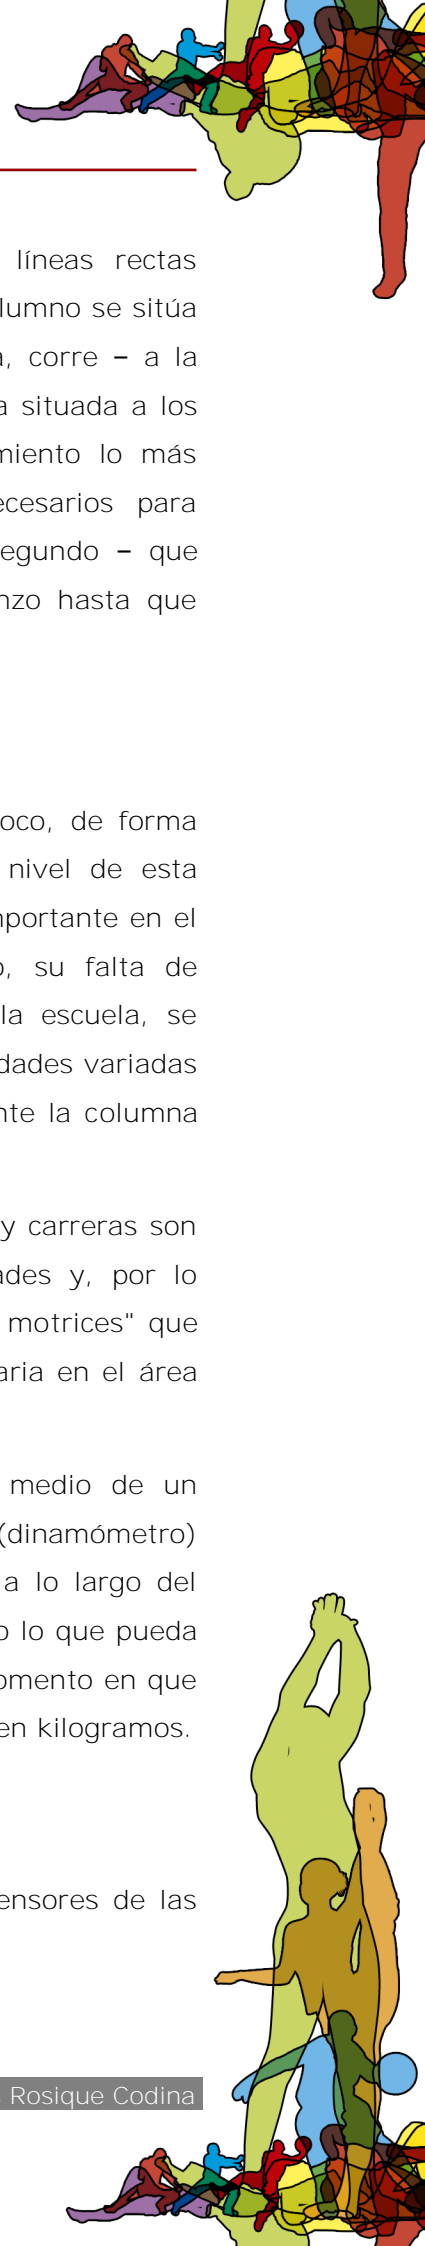 líneas rectas
lumno se sitúa
, corre – a la
a situada a los
miento lo más
ecesarios para
egundo – que
nzo hasta que
oco, de forma
nivel de esta
mportante en el
o, su falta de
la escuela, se
dades variadas
nte la columna
y carreras son
ades y, por lo
motrices" que
aria en el área
medio de un
(dinamómetro)
a lo largo del
o lo que pueda
omento en que
en kilogramos.
ensores de las
Rosique Codina